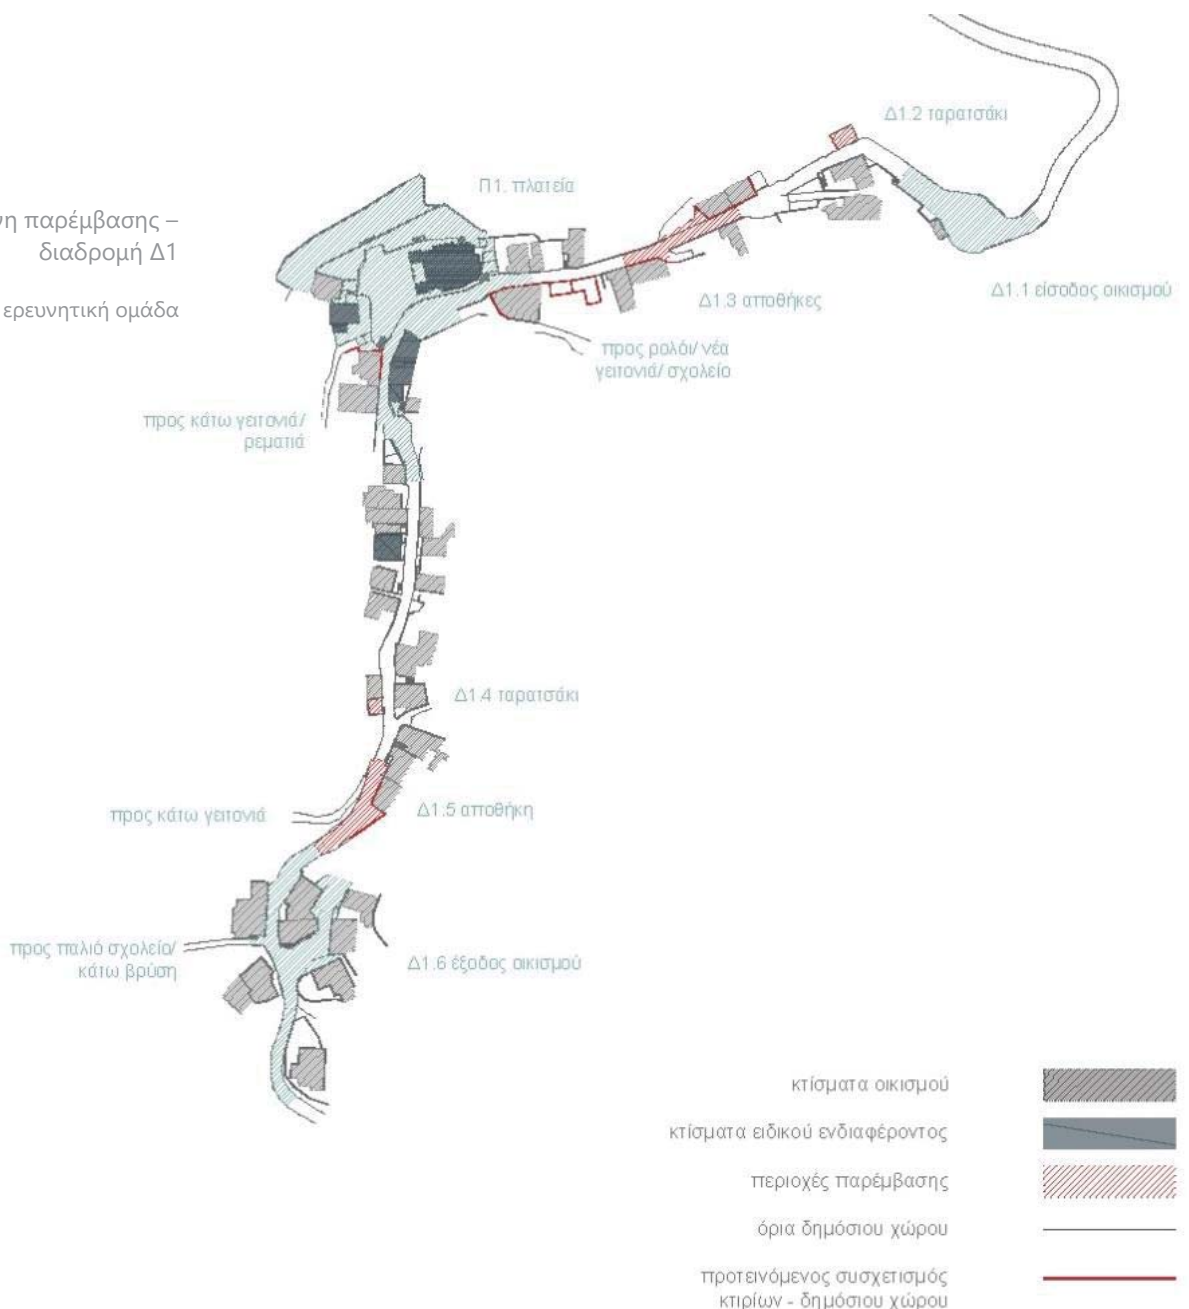 παρέμβασης –
διαδρομή Δ1
ερευνητική ομάδα
Δ1.2 ταρατσάκι
Π1. πλατεία
Δ1.1 είσοδος οικισμού
Δ1.3 αποθήκες
προς ρολόι/ νέα
γειτονιά/ σχολείο
προς κάτω γειτονιά/
ρεματιά
Δ1.4 ταρατσάκι
Δ1.5 αποθήκη
προς κάτω γειτονιά
προς παλιό σχολείο/
κάτω βρύση
Δ1.6 έξοδος οικισμού
κτίσματα οικισμού
κτίσματα ειδικού ενδιαφέροντος
περιοχές παρέμβασης
όρια δημόσιου χώρου
προτεινόμενος συσχετισμός
κτιρίων - δημόσιου χώρου